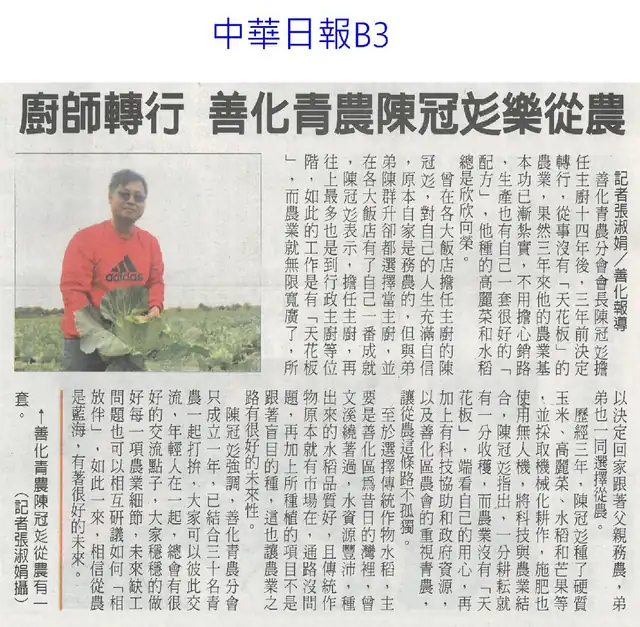 中華日報B3
廚師轉行 善化青農陳冠彣樂從農
記者張淑娟/善化報導
善化青農分會會長陳冠彣擔
任主廚十四年後,三年前決定
轉行,從事沒有「天花板」的
農業,果然三年來他的農業基
本功已漸紮實,不用擔心銷路
,生產也有自己一套很好的「
配方」,他種的高麗菜和水稻
總是欣欣向榮。
曾在各大飯店擔任主廚的陳
冠彣,對自己的人生充滿自信
,原本自家是務農的,但與弟
弟陳群升卻都選擇當主廚,並
在各大飯店有了自己一番成就
,陳冠彣表示,擔任主廚,再
往上最多也是到行政主廚等位
階,如此的工作是有「天花板
」,而農業就無限寬廣了,所
以決定回家跟著父親務農,弟
弟也一同選擇從農。
歷經三年,陳冠彣種了硬質
玉米、高麗菜、水稻和芒果等
,並採取機械化耕作,施肥也
使用無人機,將科技與農業結
合,陳冠彣指出,一分耕耘就
有一分收穫,而農業沒有「天
花板」,端看自己的用心,再
加上有科技協助和政府資源,
以及善化區農會的重視青農,
讓從農這條路不孤獨。
至於選擇傳統作物水稻,主
要是善化區為昔日的灣裡,曾
文溪繞著過,水資源豐沛,種
出來的水稻品質好,且傳統作
物原本就有市場在,通路沒問
題,再加上所種植的項目不是
跟著盲目的種,這也讓農業之
路有很好的未來性。
陳冠彣強調,善化青農分會
只成立一年,已結合三十名青
農一起打拚,大家可以彼此交
流,年輕人在一起,總會有很
好的交流點子,大家穩穩的做
好每一項農業細節,未來缺工
問題也可以相互研議如何「相
放伴」,如此一來,相信從農
是藍海,有著很好的未來。
↑善化青農陳冠彣從農有一
套。 (記者張淑娟攝)
adidas